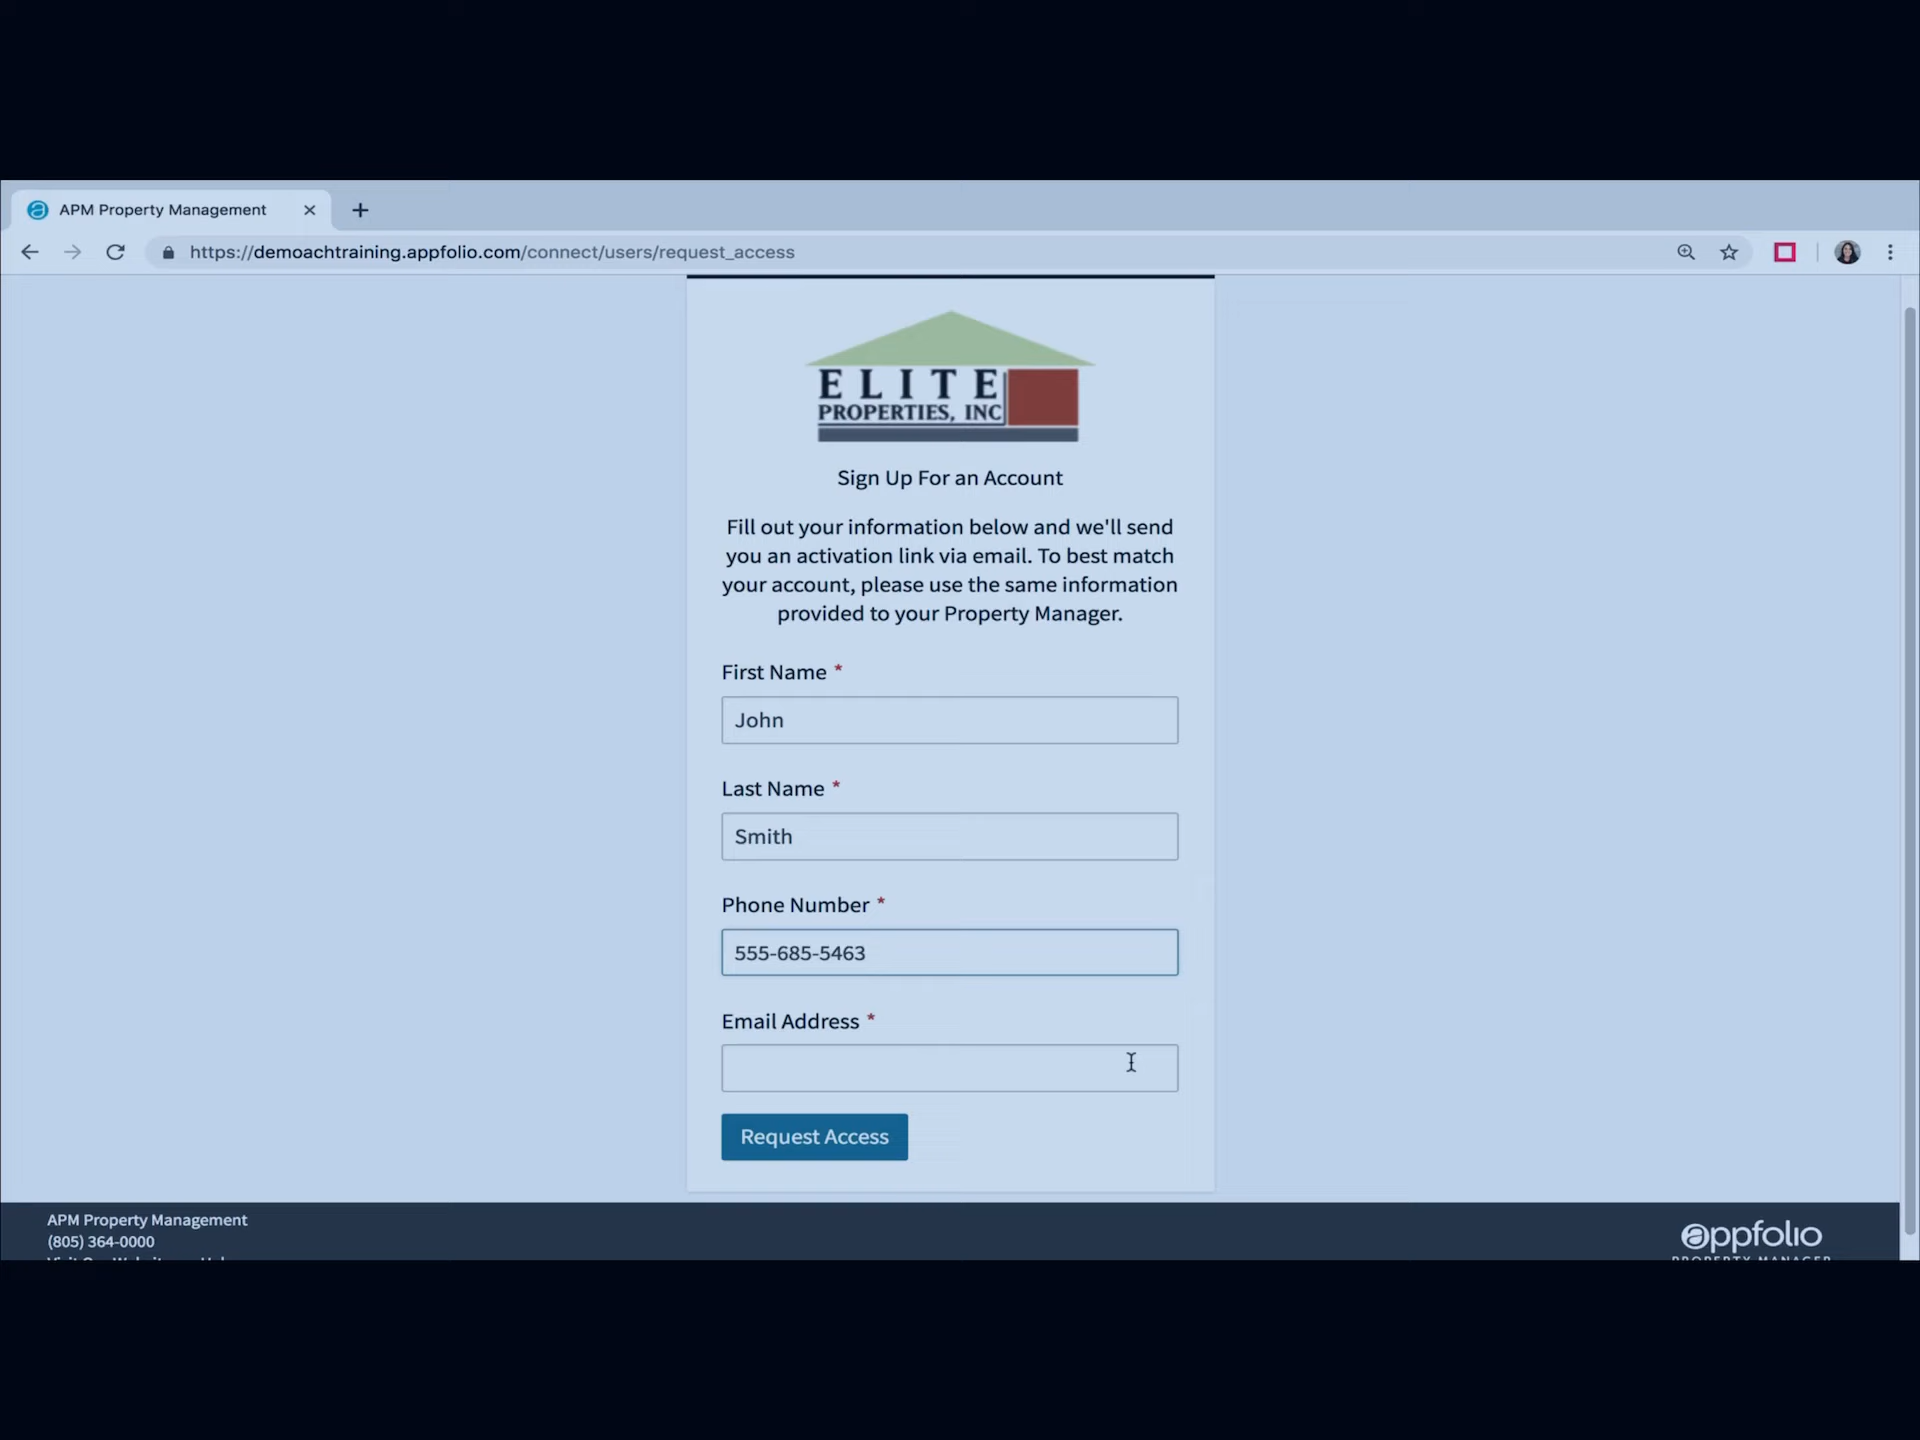 APM Property Management
https://demoachtraining.appfolio.com/connect/users/request_access
ELITE
PROPERTIES, INC
Sign Up For an Account
Fill out your information below and we'll send
you an activation link via email. To best match
your account, please use the same information
provided to your Property Manager.
First Name *
John
Last Name *
Smith
Phone Number *
555-685-5463
Email Address *
Request Access
APM Property Management
(805) 364-0000
appfolio
PROPERTY MANAGER